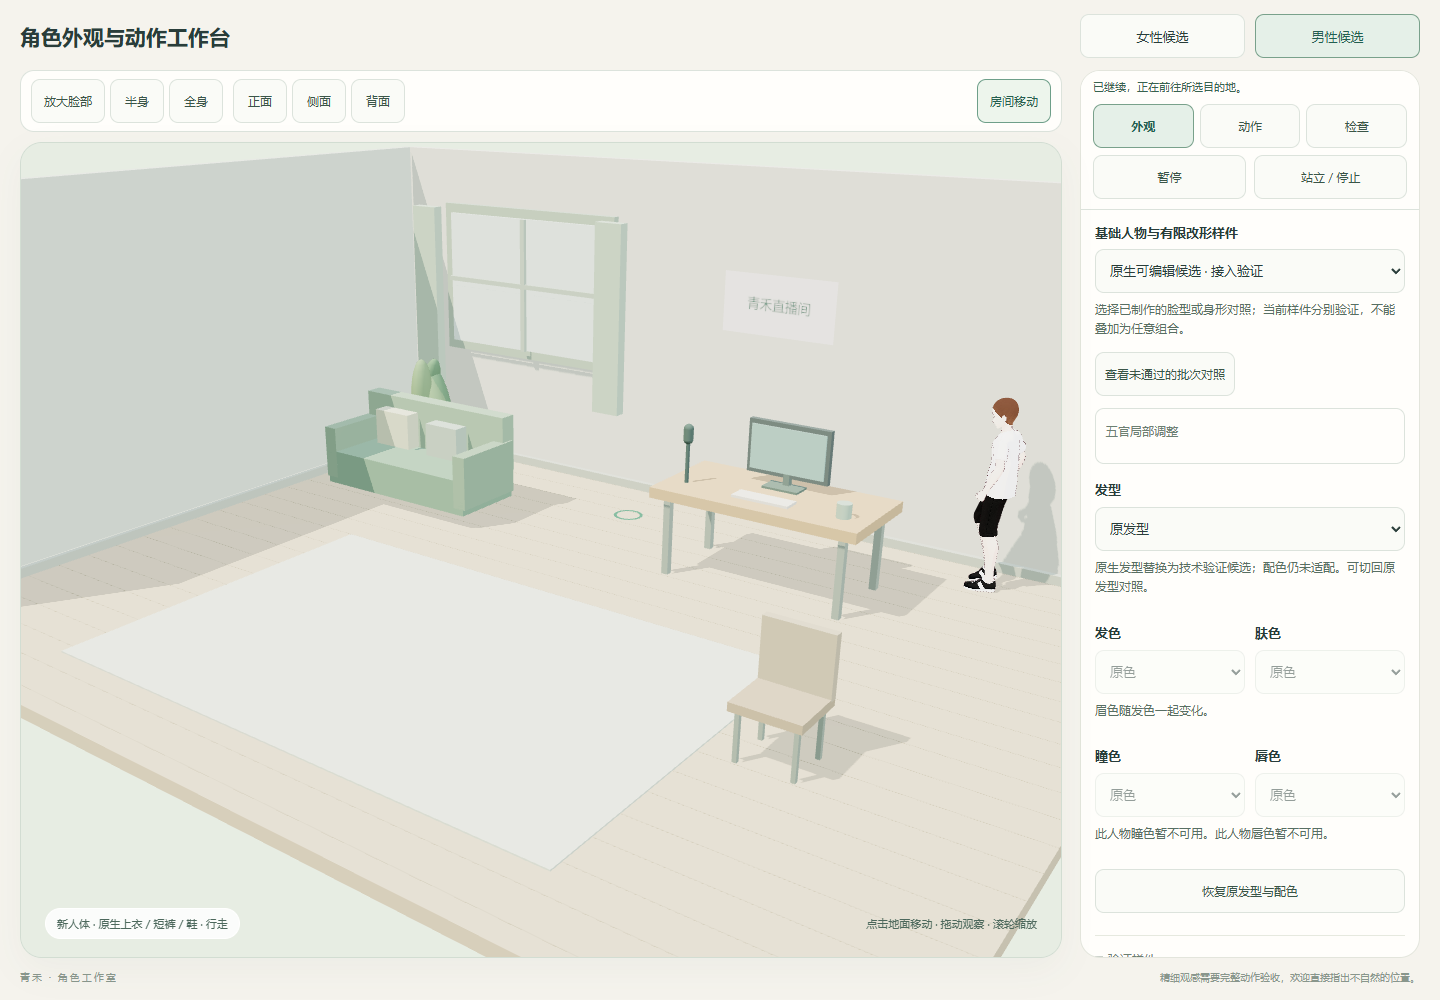 角色外观与动作工作台
女性候选
男性候选
放大脸部
半身
全身
正面
侧面
背面
房间移动
已继续，正在前往所选目的地。
外观
动作
检查
暂停
站立 / 停止
基础人物与有限改形样件
原生可编辑候选 · 接入验证
选择已制作的脸型或身形对照；当前样件分别验证，不能
叠加为任意组合。
查看未通过的批次对照
五官局部调整
发型
原发型
原生发型替换为技术验证候选；配色仍未适配。可切回原
发型对照。
发色
肤色
原色
原色
眉色随发色一起变化。
瞳色
唇色
原色
原色
此人物瞳色暂不可用。此人物唇色暂不可用。
恢复原发型与配色
青禾直播间
新人体 · 原生上衣 / 短裤 / 鞋 · 行走
点击地面移动 · 拖动观察 · 滚轮缩放
青禾 · 角色工作室
精细观感需要完整动作验收，欢迎直接指出不自然的位置。